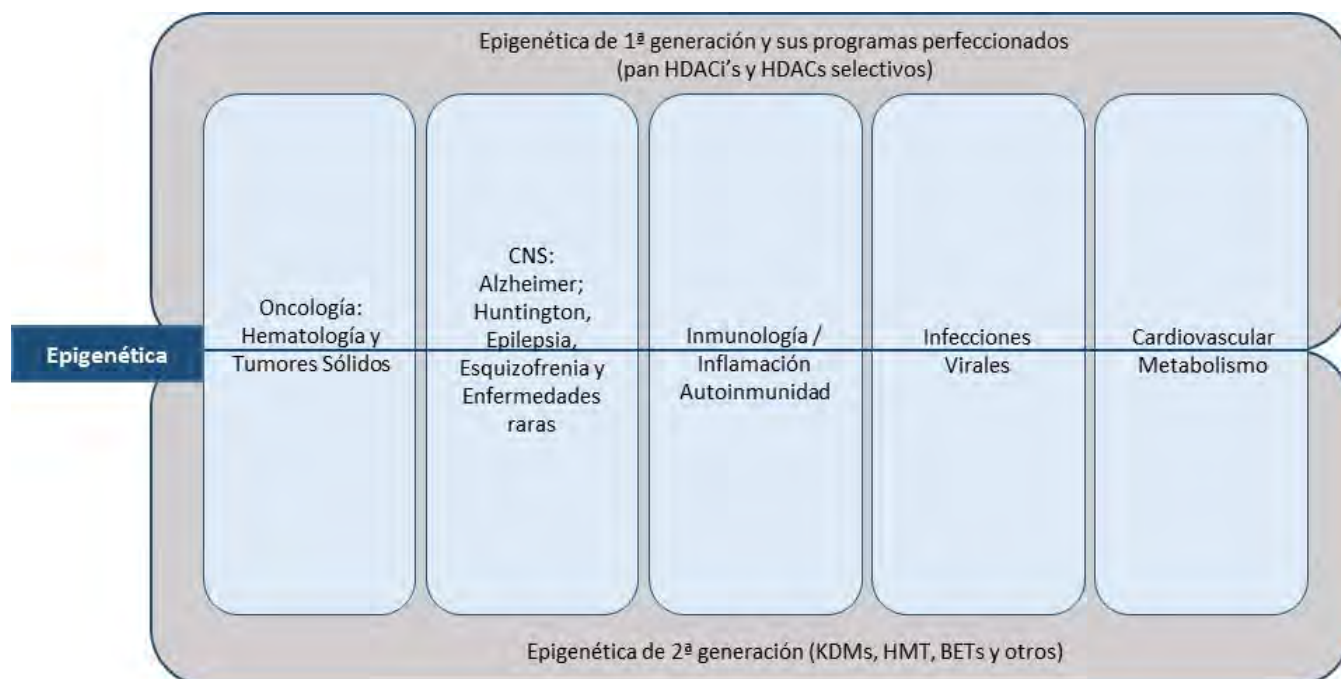 Epigenética de 1ª generación y sus programas perfeccionados
(pan HDACi's y HDACs selectivos)
Epigenética
Oncología:
Hematología y
Tumores Sólidos
CNS:
Alzheimer;
Huntington,
Epilepsia,
Esquizofrenia y
Enfermedades
raras
Inmunología /
Inflamación
Autoinmunidad
Infecciones
Virales
Cardiovascular
Metabolismo
Epigenética de 2ª generación (KDMs, HMT, BETs y otros)